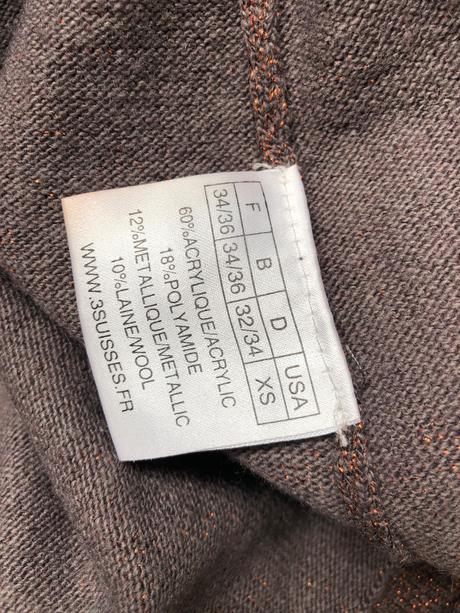 F B D USA
34/36 34/36 32/34 XS
60%ACRYLIQUE/ACRYLIC
18%POLYAMIDE
12%METALLIQUE/METALLIC
10%LAINE/WOOL
WWW.3SUISSES.FR